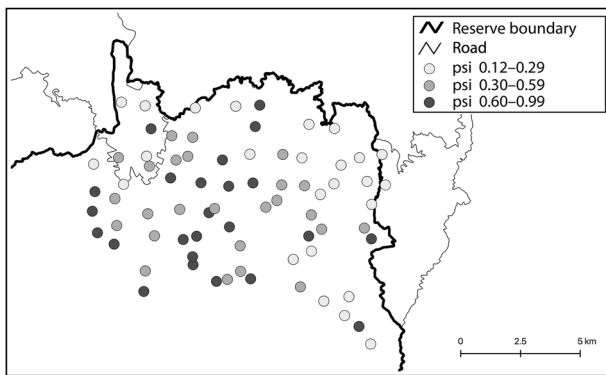 Reserve boundary
Road
psi 0.12–0.29
psi 0.30–0.59
psi 0.60–0.99
0 2.5 5 km